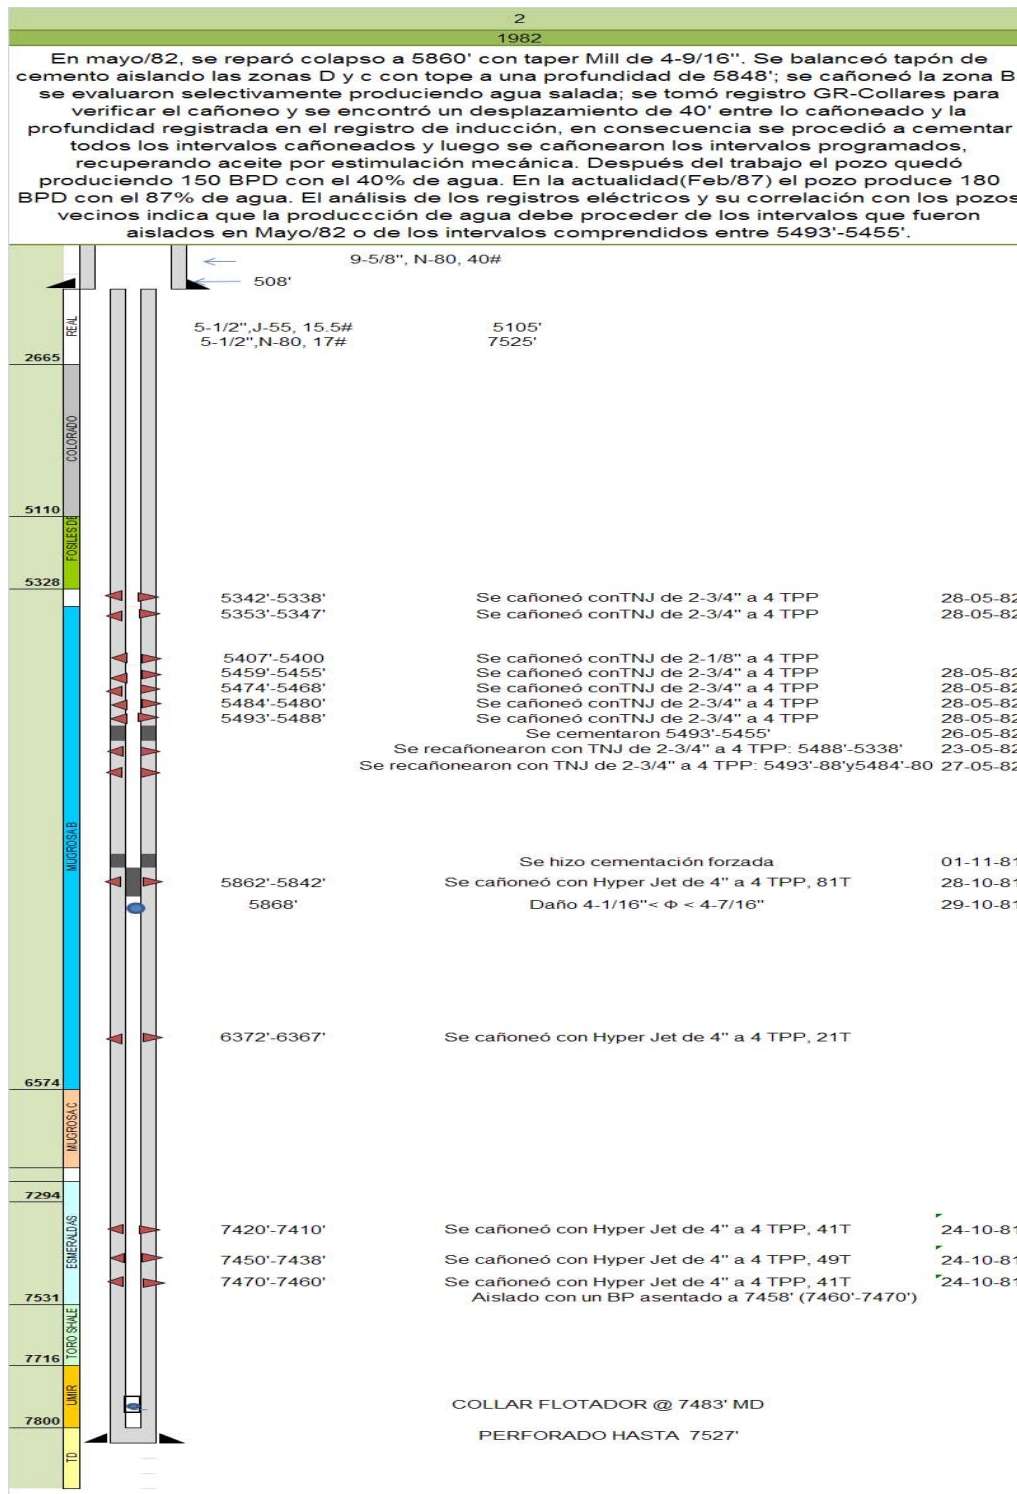 2
1982
En mayo/82, se reparó colapso a 5860' con taper Mill de 4-9/16". Se balanceó tapón de
cemento aislando las zonas D y c con tope a una profundidad de 5848'; se cañoneó la zona B
se evaluaron selectivamente produciendo agua salada; se tomó registro GR-Collares para
verificar el cañoneo y se encontró un desplazamiento de 40' entre lo cañoneado y la
profundidad registrada en el registro de inducción, en consecuencia se procedió a cementar
todos los intervalos cañoneados y luego se cañonearon los intervalos programados,
recuperando aceite por estimulación mecánica. Después del trabajo el pozo quedó
produciendo 150 BPD con el 40% de agua. En la actualidad(Feb/87) el pozo produce 180
BPD con el 87% de agua. El análisis de los registros eléctricos y su correlación con los pozos
vecinos indica que la produccción de agua debe proceder de los intervalos que fueron
aislados en Mayo/82 o de los intervalos comprendidos entre 5493'-5455'.
9-5/8", N-80, 40#
508'
REAL
5-1/2",J-55, 15.5# 5105'
5-1/2",N-80, 17# 7525'
2665
COLORADO
5110
FOSILES DE
5328
5342'-5338' Se cañoneó conTNJ de 2-3/4" a 4 TPP 28-05-82
5353'-5347' Se cañoneó conTNJ de 2-3/4" a 4 TPP 28-05-82
5407'-5400 Se cañoneó conTNJ de 2-1/8" a 4 TPP
5459'-5455' Se cañoneó conTNJ de 2-3/4" a 4 TPP 28-05-82
5474'-5468' Se cañoneó conTNJ de 2-3/4" a 4 TPP 28-05-82
5484'-5480' Se cañoneó conTNJ de 2-3/4" a 4 TPP 28-05-82
5493'-5488' Se cañoneó conTNJ de 2-3/4" a 4 TPP 28-05-82
Se cementaron 5493'-5455' 26-05-82
Se recañonearon con TNJ de 2-3/4" a 4 TPP: 5488'-5338' 23-05-82
Se recañonearon con TNJ de 2-3/4" a 4 TPP: 5493'-88'y5484'-80 27-05-82
MUGROSA B
Se hizo cementación forzada 01-11-81
5862'-5842' Se cañoneó con Hyper Jet de 4" a 4 TPP, 81T 28-10-81
5868' Daño 4-1/16"< Φ < 4-7/16" 29-10-81
6372'-6367' Se cañoneó con Hyper Jet de 4" a 4 TPP, 21T
6574
MUGROSA C
7294
ESMERALDAS
7420'-7410' Se cañoneó con Hyper Jet de 4" a 4 TPP, 41T 24-10-81
7450'-7438' Se cañoneó con Hyper Jet de 4" a 4 TPP, 49T 24-10-81
7470'-7460' Se cañoneó con Hyper Jet de 4" a 4 TPP, 41T 24-10-81
Aislado con un BP asentado a 7458' (7460'-7470')
7531
TORO SHALE
7716
UMIR
COLLAR FLOTADOR @ 7483' MD
7800
PERFORADO HASTA 7527'
TD